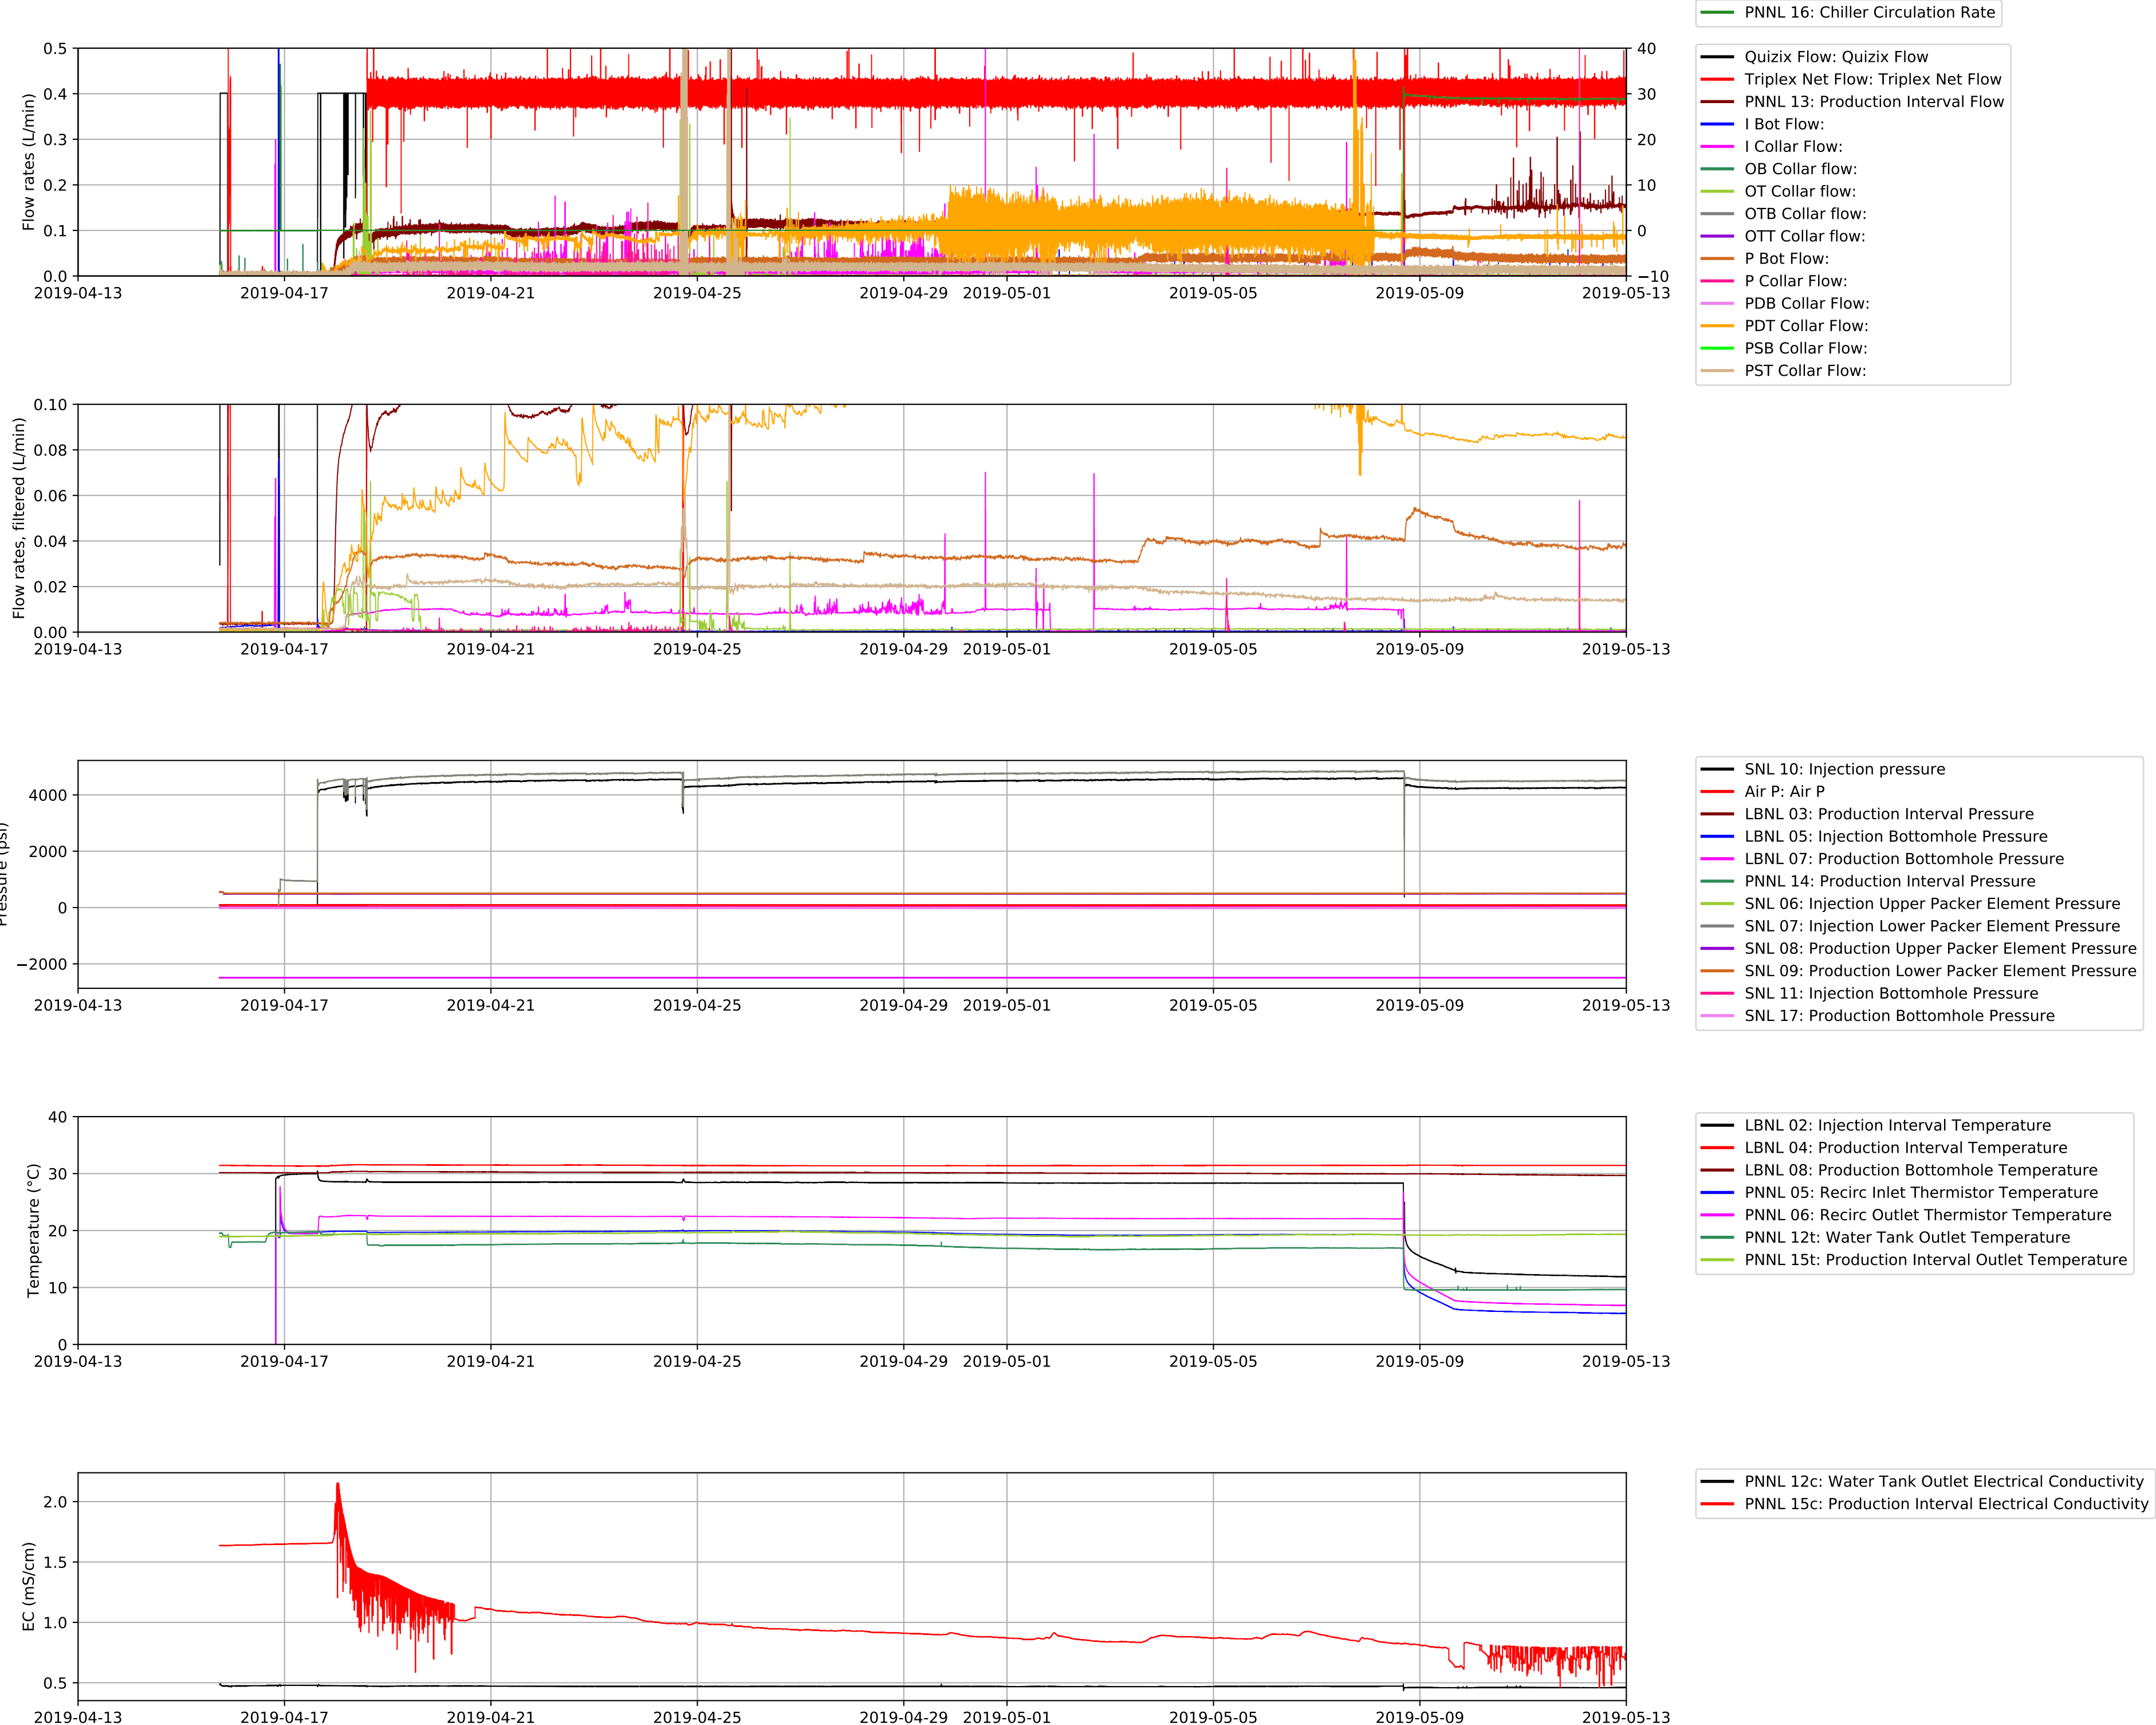 PNNL 16: Chiller Circulation Rate
Flow rates (L/min)
0.5
0.4
0.3
0.2
0.1
0.0
40
30
20
10
0
−10
2019-04-13 2019-04-17 2019-04-21 2019-04-25 2019-04-29 2019-05-01 2019-05-05 2019-05-09 2019-05-13
Quizix Flow: Quizix Flow
Triplex Net Flow: Triplex Net Flow
PNNL 13: Production Interval Flow
I Bot Flow:
I Collar Flow:
OB Collar flow:
OT Collar flow:
OTB Collar flow:
OTT Collar flow:
P Bot Flow:
P Collar Flow:
PDB Collar Flow:
PDT Collar Flow:
PSB Collar Flow:
PST Collar Flow:
Flow rates, filtered (L/min)
0.10
0.08
0.06
0.04
0.02
0.00
2019-04-13 2019-04-17 2019-04-21 2019-04-25 2019-04-29 2019-05-01 2019-05-05 2019-05-09 2019-05-13
Pressure (psi)
4000
2000
0
−2000
2019-04-13 2019-04-17 2019-04-21 2019-04-25 2019-04-29 2019-05-01 2019-05-05 2019-05-09 2019-05-13
SNL 10: Injection pressure
Air P: Air P
LBNL 03: Production Interval Pressure
LBNL 05: Injection Bottomhole Pressure
LBNL 07: Production Bottomhole Pressure
PNNL 14: Production Interval Pressure
SNL 06: Injection Upper Packer Element Pressure
SNL 07: Injection Lower Packer Element Pressure
SNL 08: Production Upper Packer Element Pressure
SNL 09: Production Lower Packer Element Pressure
SNL 11: Injection Bottomhole Pressure
SNL 17: Production Bottomhole Pressure
Temperature (°C)
40
30
20
10
0
2019-04-13 2019-04-17 2019-04-21 2019-04-25 2019-04-29 2019-05-01 2019-05-05 2019-05-09 2019-05-13
LBNL 02: Injection Interval Temperature
LBNL 04: Production Interval Temperature
LBNL 08: Production Bottomhole Temperature
PNNL 05: Recirc Inlet Thermistor Temperature
PNNL 06: Recirc Outlet Thermistor Temperature
PNNL 12t: Water Tank Outlet Temperature
PNNL 15t: Production Interval Outlet Temperature
EC (mS/cm)
2.0
1.5
1.0
0.5
2019-04-13 2019-04-17 2019-04-21 2019-04-25 2019-04-29 2019-05-01 2019-05-05 2019-05-09 2019-05-13
PNNL 12c: Water Tank Outlet Electrical Conductivity
PNNL 15c: Production Interval Electrical Conductivity